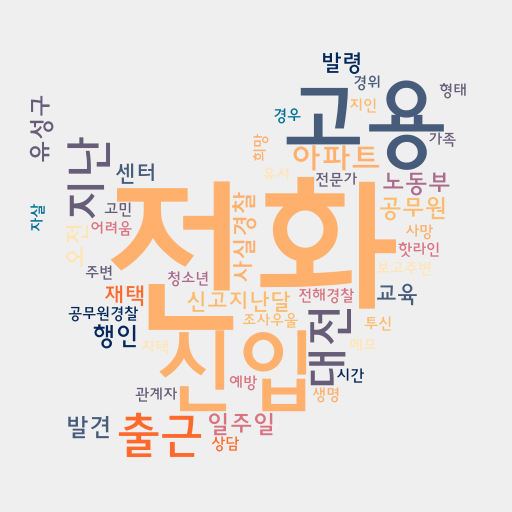 발령
경위
형태
고용
지인
경우
유성구
지난
희망
아파트
가족
센터
유서
전문가
노동부
전화
자살
고민
사실경찰
공무원
어려움
오전
사망
핫라인
주변
청소년
보고주변
재택
신고지난달
전해경찰
교육
공무원경찰
조사우울
대전
투신
행인
자택
신입
메모
시간
예방
관계자
생명
발견
출근
일주일
상담